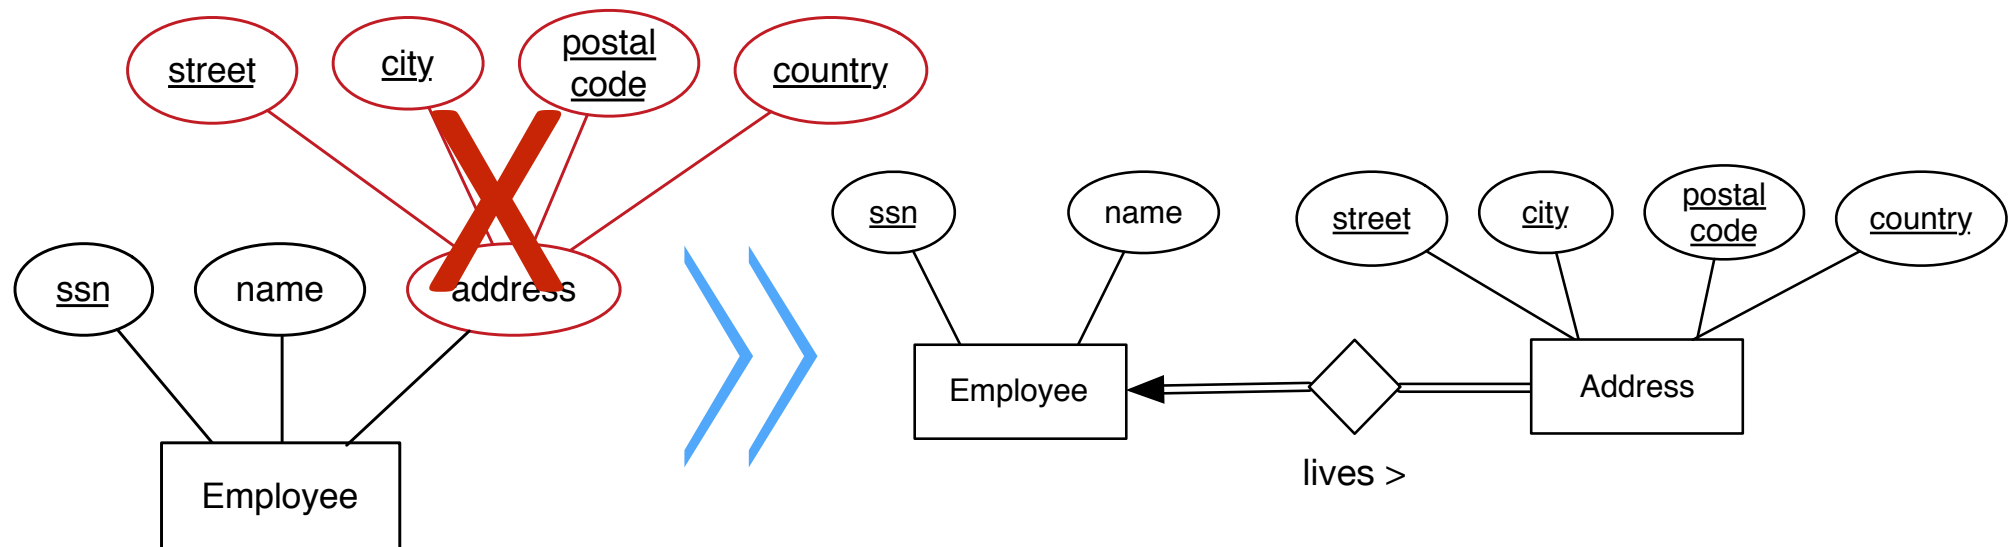 street
city
postal
code
country
ssn
name
address
Employee
ssn
name
street
city
postal
code
country
Employee
Address
lives >